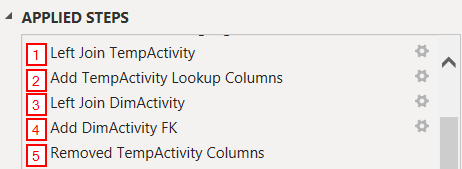 APPLIED STEPS
1 Left Join TempActivity
2 Add TempActivity Lookup Columns
3 Left Join DimActivity
4 Add DimActivity FK
5 Removed TempActivity Columns